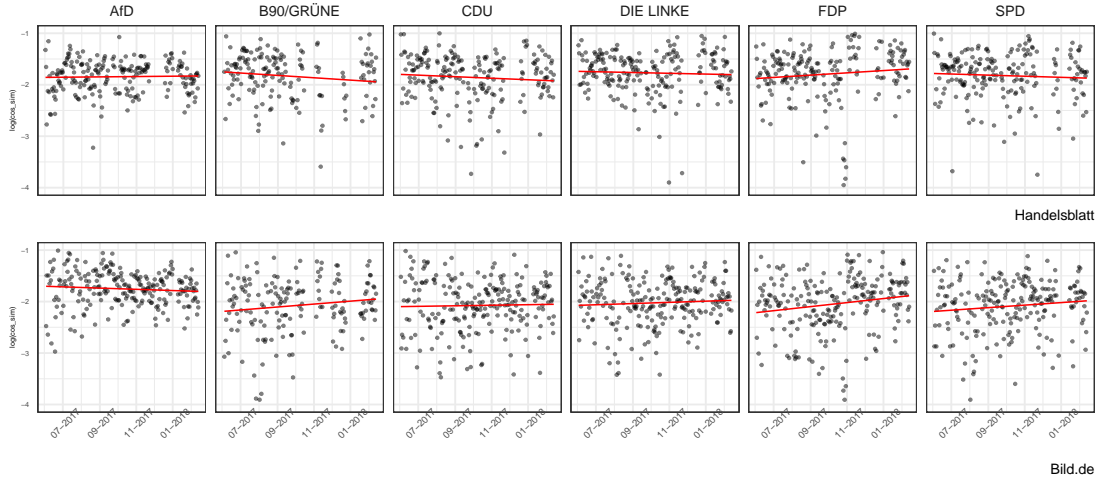 AfD B90/GRÜNE CDU DIE LINKE FDP SPD
log(cos_sim)
−1
−2
−3
−4
Handelsblatt
log(cos_sim)
−1
−2
−3
−4
07−2017 09−2017 11−2017 01−2018 07−2017 09−2017 11−2017 01−2018 07−2017 09−2017 11−2017 01−2018 07−2017 09−2017 11−2017 01−2018 07−2017 09−2017 11−2017 01−2018 07−2017 09−2017 11−2017 01−2018
Bild.de